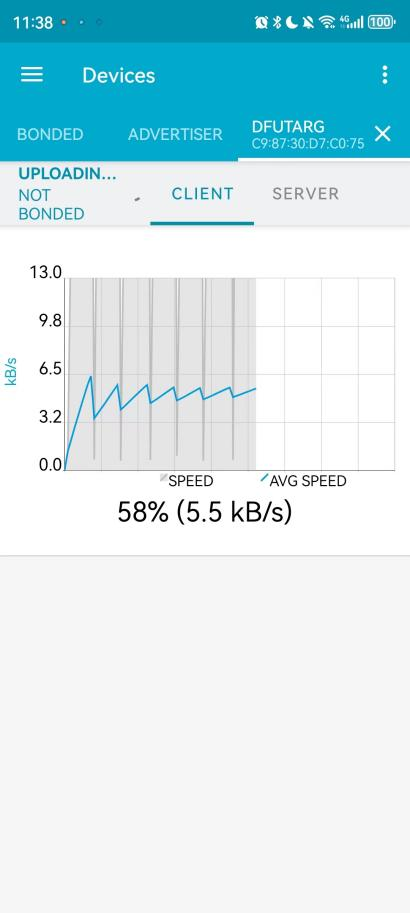 11:38
4G
100
Devices
BONDED
ADVERTISER
DFUTARG
C9:87:30:D7:C0:75
UPLOADIN...
NOT
BONDED
CLIENT
SERVER
13.0
9.8
6.5
3.2
0.0
kB/s
SPEED
AVG SPEED
58% (5.5 kB/s)